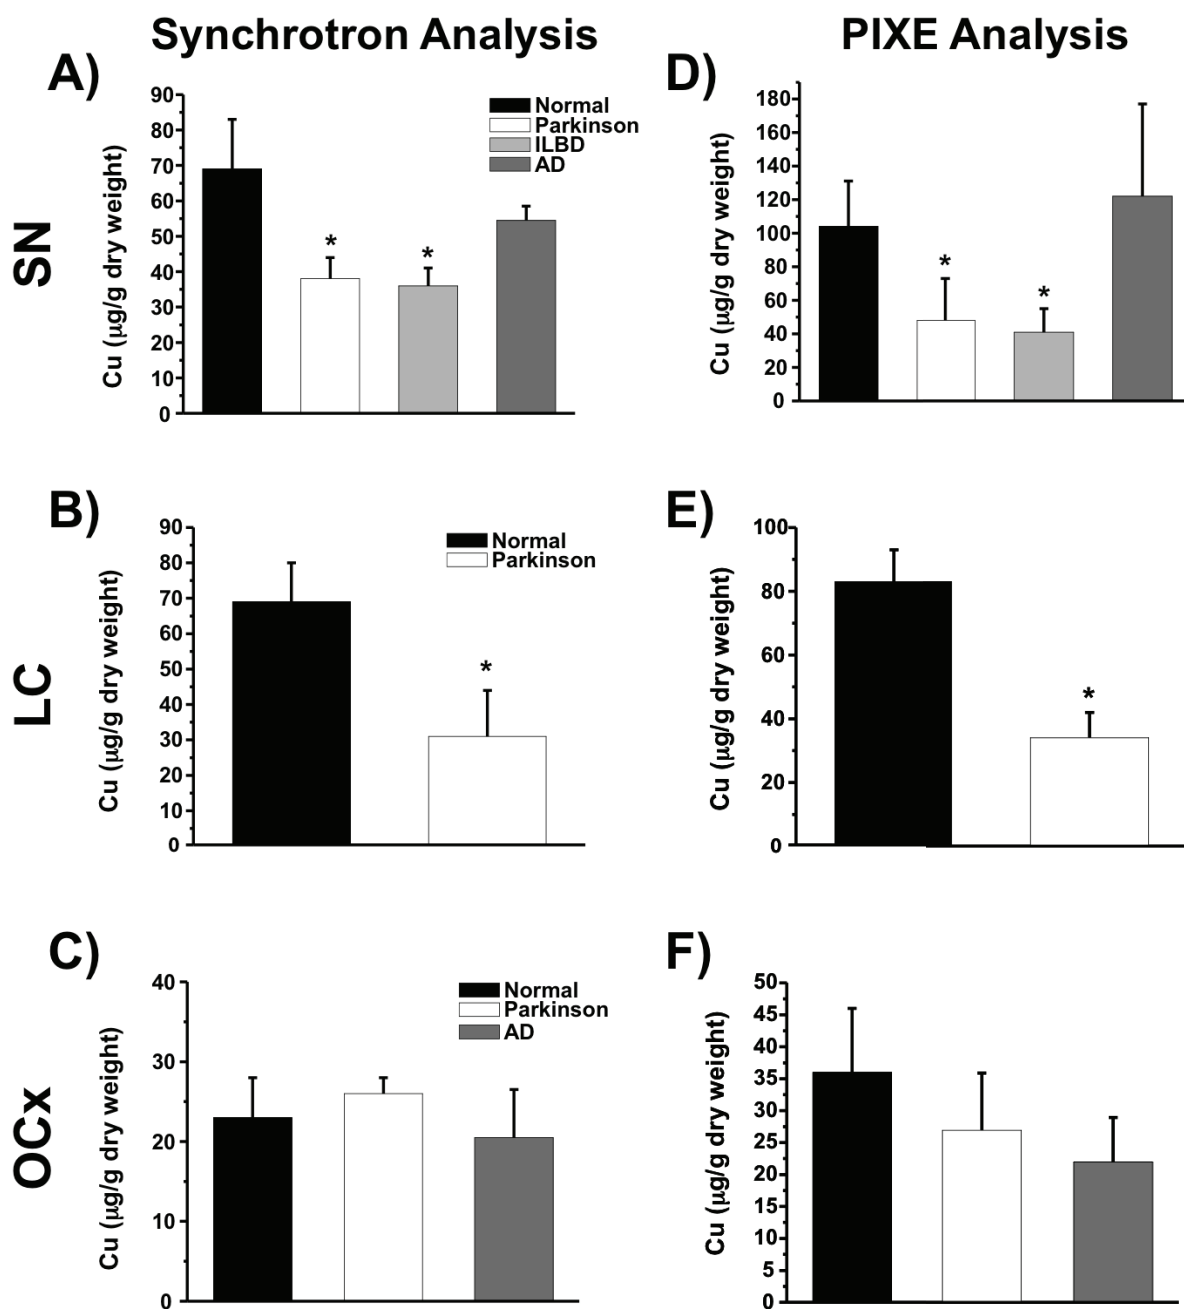 Synchrotron Analysis
PIXE Analysis
SN
A)
Cu (µg/g dry weight)
90
80
70
60
50
40
30
20
10
0
Normal
Parkinson
ILBD
AD
*
*
D)
Cu (µg/g dry weight)
180
160
140
120
100
80
60
40
20
0
*
*
LC
B)
Cu (µg/g dry weight)
90
80
70
60
50
40
30
20
10
0
Normal
Parkinson
*
E)
Cu (µg/g dry weight)
100
80
60
40
20
0
*
OCx
C)
Cu (µg/g dry weight)
40
30
20
10
0
Normal
Parkinson
AD
F)
Cu (µg/g dry weight)
50
45
40
35
30
25
20
15
10
5
0